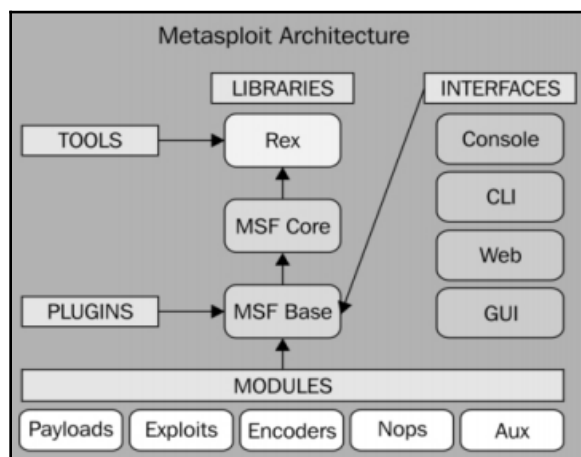 Metasploit Architecture
LIBRARIES
INTERFACES
TOOLS
Rex
Console
MSF Core
CLI
Web
PLUGINS
MSF Base
GUI
MODULES
Payloads
Exploits
Encoders
Nops
Aux